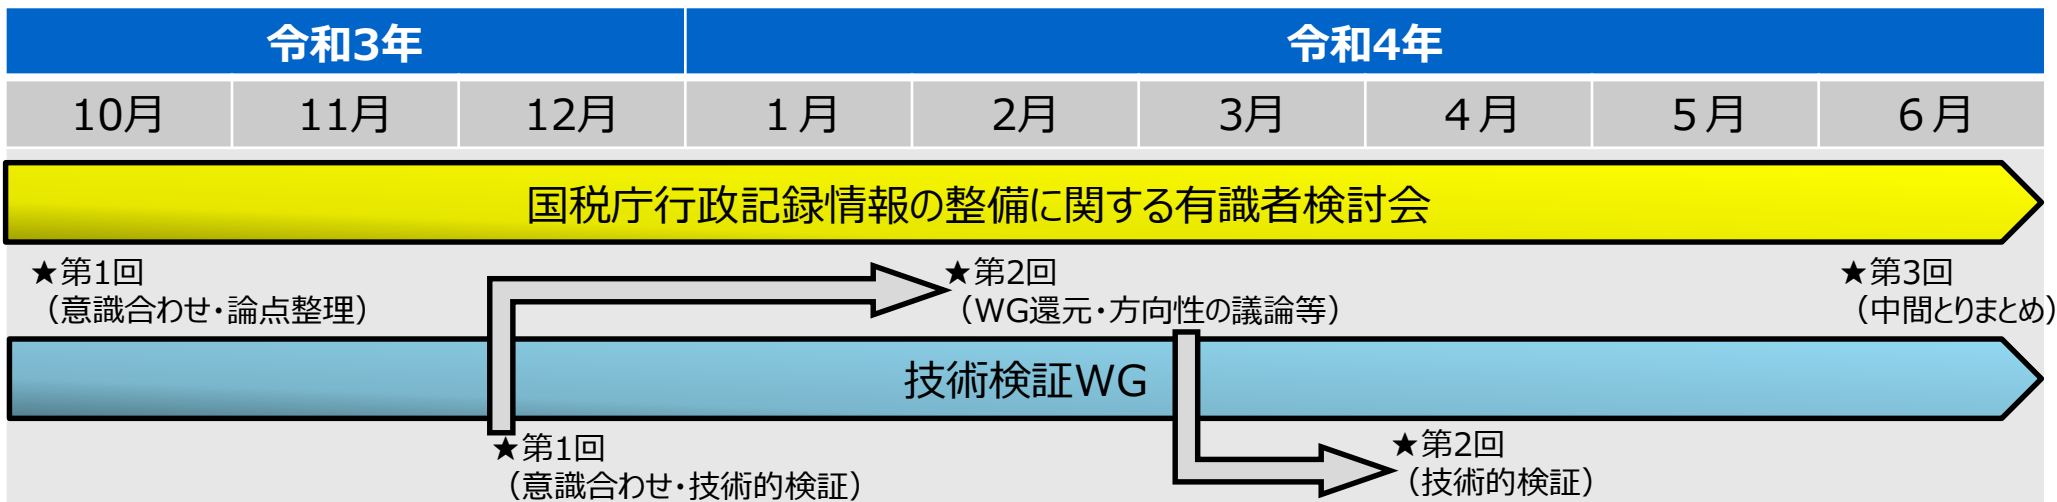 令和3年 令和4年
10月 11月 12月 1月 2月 3月 4月 5月 6月
国税庁行政記録情報の整備に関する有識者検討会
★第1回
（意識合わせ・論点整理）
★第2回
（WG還元・方向性の議論等）
★第3回
（中間とりまとめ）
技術検証WG
★第1回
（意識合わせ・技術的検証）
★第2回
（技術的検証）